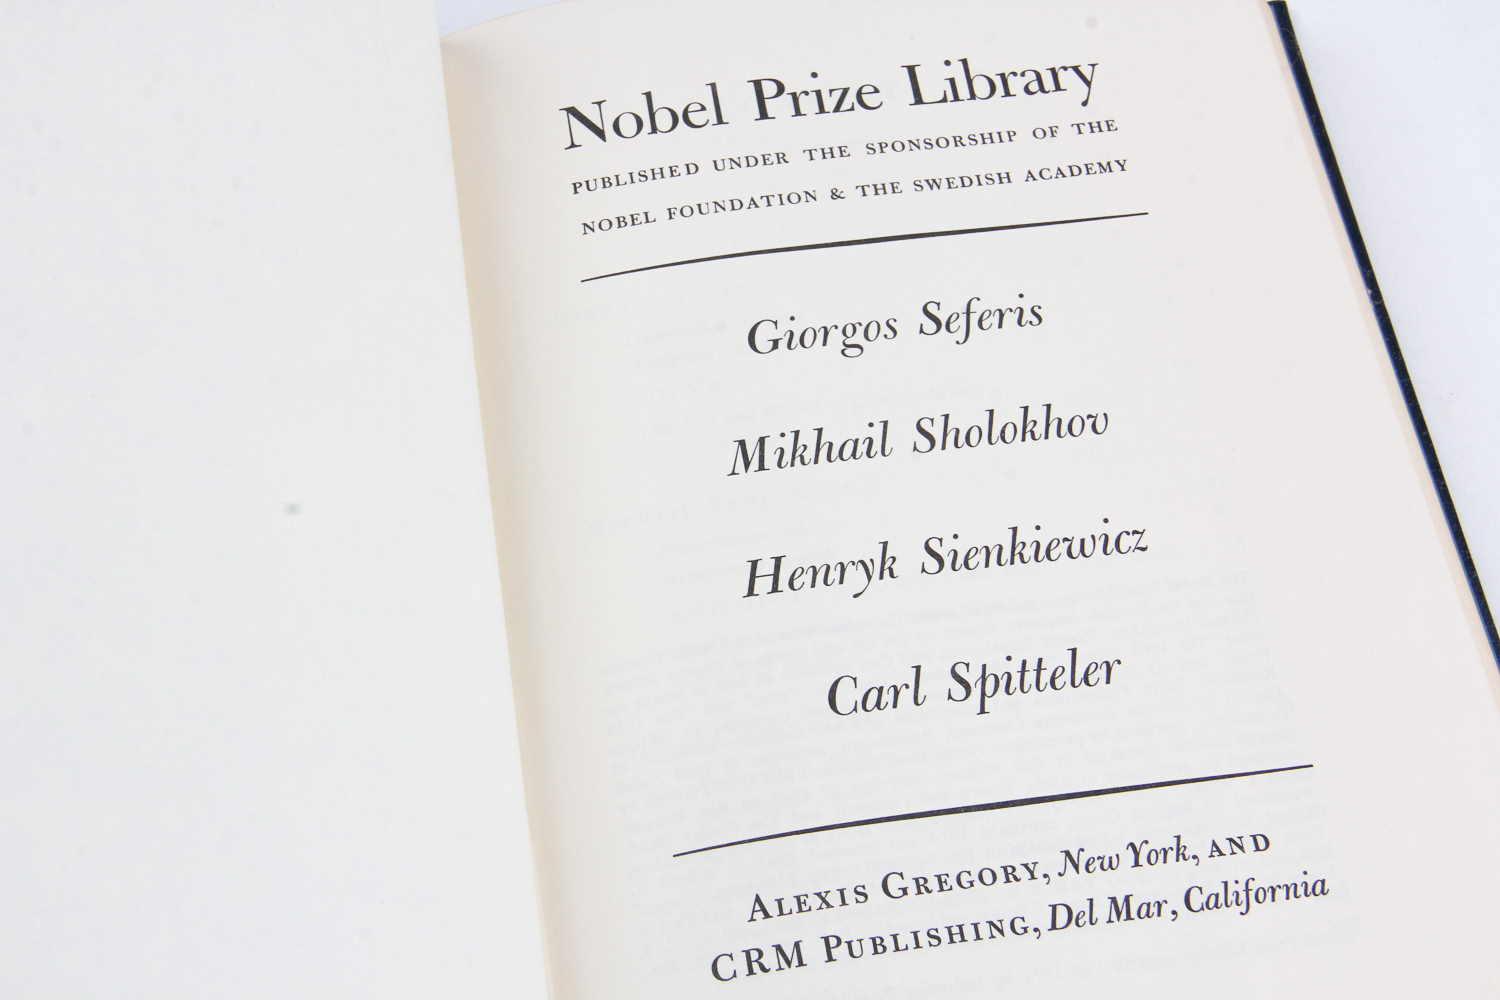 Nobel Prize Library
PUBLISHED UNDER THE SPONSORSHIP OF THE
NOBEL FOUNDATION & THE SWEDISH ACADEMY
Giorgos Seferis
Mikhail Sholokhov
Henryk Sienkiewicz
Carl Spitteler
ALEXIS GREGORY, New York, AND
CRM PUBLISHING, Del Mar, California